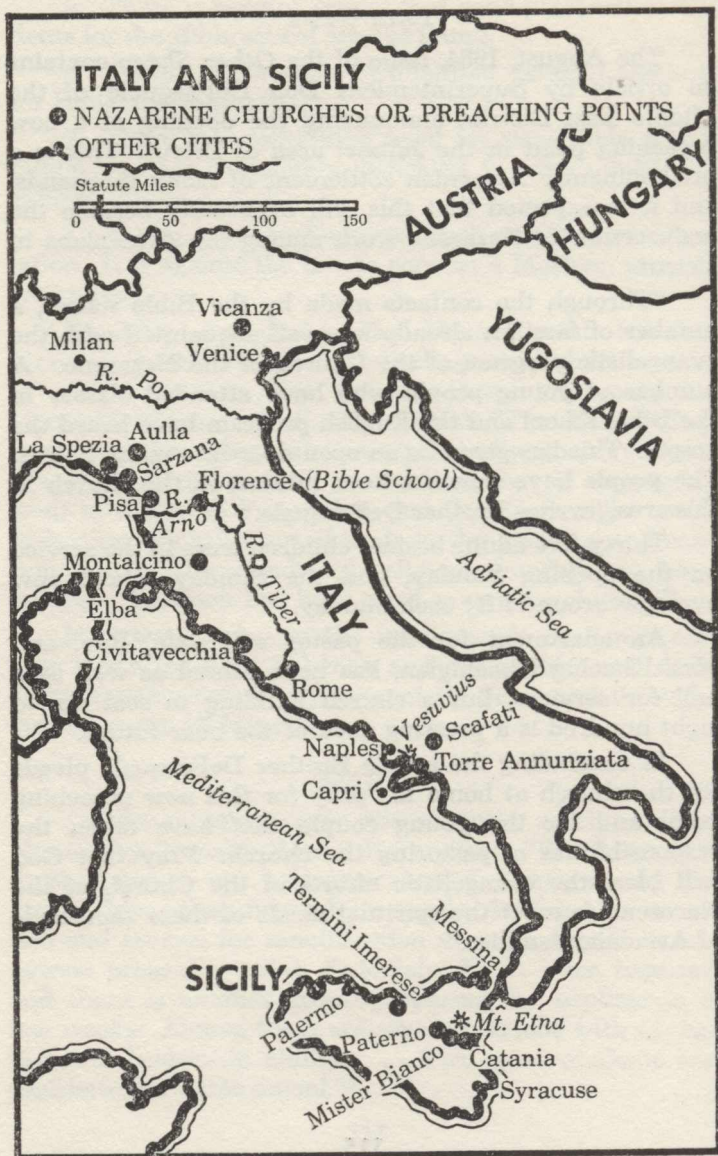 ITALY AND SICILY
NAZARENE CHURCHES OR PREACHING POINTS
OTHER CITIES
Statute Miles
0 50 100 150
AUSTRIA
HUNGARY
YUGOSLAVIA
Vicanza
Milan
Venice
R. Po
La Spezia
Aulla
Sarzana
Florence (Bible School)
Pisa
R.
Arno
Montalcino
R. Tiber
ITALY
Adriatic Sea
Elba
Civitavecchia
Rome
Vesuvius
Scafati
Naples
Torre Annunziata
Capri
Mediterranean Sea
Termini Imerese
Messina
SICILY
Palermo
Mt. Etna
Paterno
Mister Bianco
Catania
Syracuse